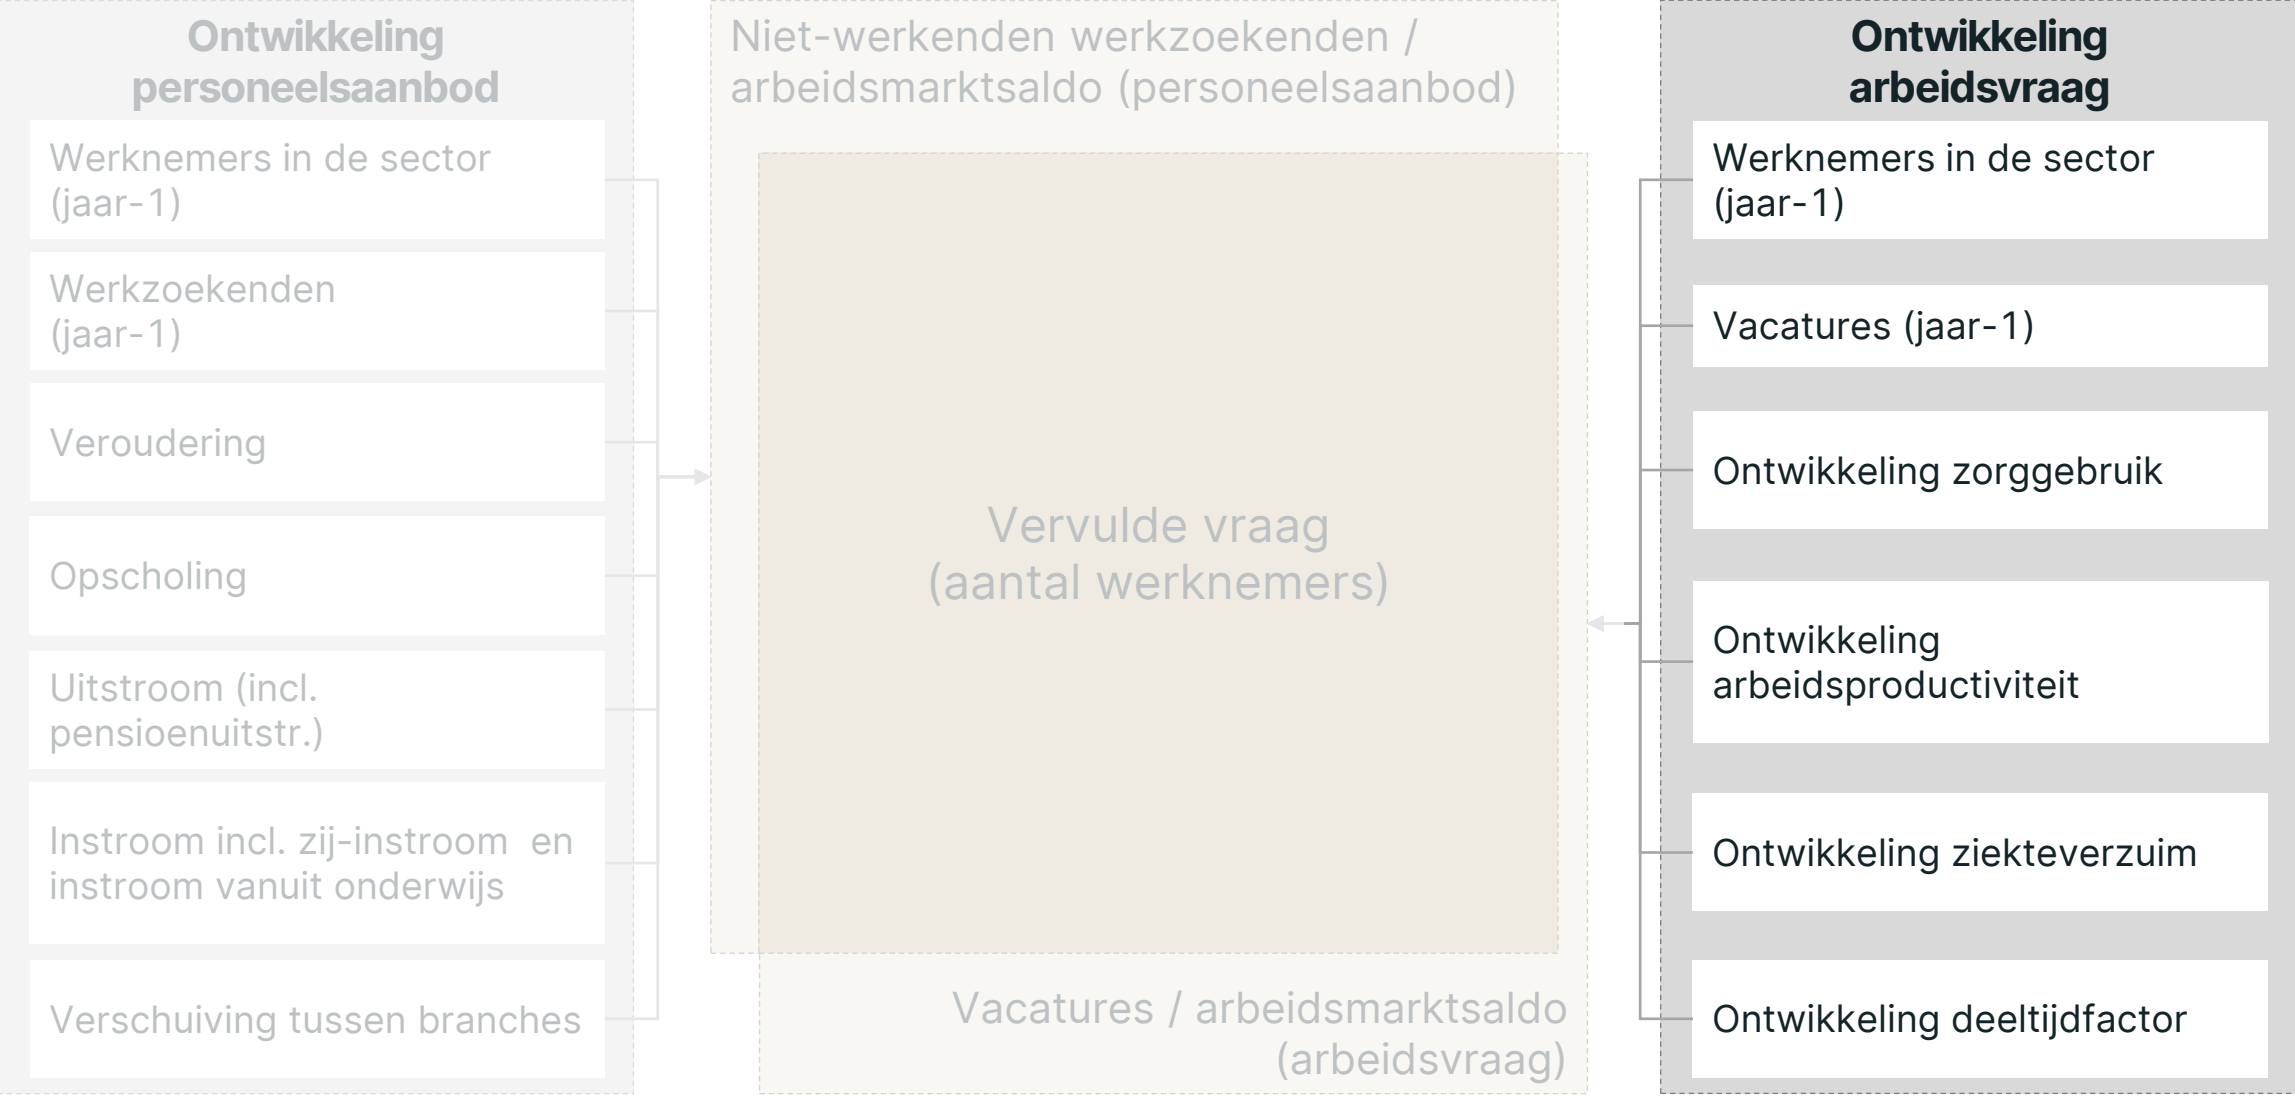 Ontwikkeling
personeelsaanbod
Werknemers in de sector
(jaar-1)
Werkzoekenden
(jaar-1)
Veroudering
Opscholing
Uitstroom (incl.
pensioenuitstr.)
Instroom incl. zij-instroom en
instroom vanuit onderwijs
Verschuiving tussen branches
Niet-werkenden werkzoekenden /
arbeidsmarktsaldo (personeelsaanbod)
Vervulde vraag
(aantal werknemers)
Vacatures / arbeidsmarktsaldo
(arbeidsvraag)
Ontwikkeling
arbeidsvraag
Werknemers in de sector
(jaar-1)
Vacatures (jaar-1)
Ontwikkeling zorggebruik
Ontwikkeling
arbeidsproductiviteit
Ontwikkeling ziekteverzuim
Ontwikkeling deeltijdfactor